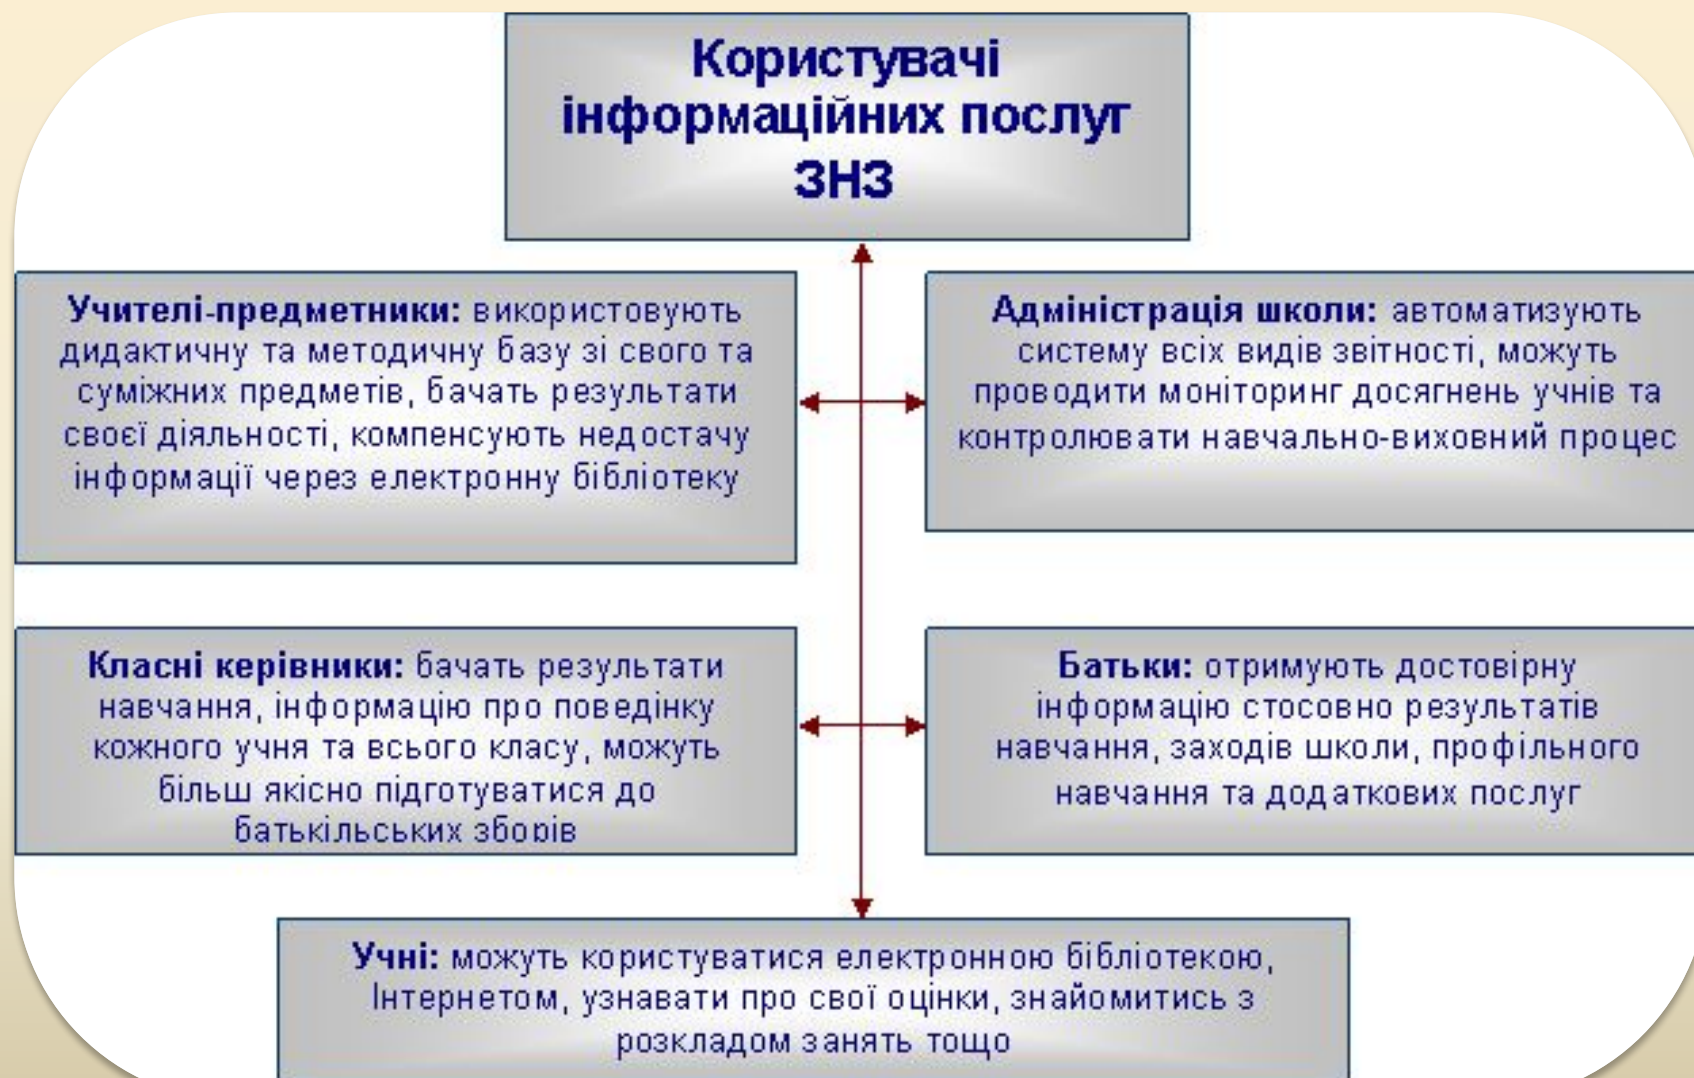 Користувачі
інформаційних послуг
ЗНЗ
Учителі-предметники: використовують
дидактичну та методичну базу зі свого та
суміжних предметів, бачать результати
своєї діяльності, компенсують недостачу
інформації через електронну бібліотеку
Адміністрація школи: автоматизують
систему всіх видів звітності, можуть
проводити моніторинг досягнень учнів та
контролювати навчально-виховний процес
Класні керівники: бачать результати
навчання, інформацію про поведінку
кожного учня та всього класу, можуть
більш якісно підготуватися до
батькільських зборів
Батьки: отримують достовірну
інформацію стосовно результатів
навчання, заходів школи, профільного
навчання та додаткових послуг
Учні: можуть користуватися електронною бібліотекою,
Інтернетом, узнавати про свої оцінки, знайомитись з
розкладом занять тощо